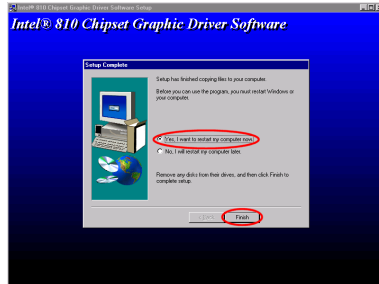 Intel® 810 Chipset Graphic Driver Software Setup
Intel® 810 Chipset Graphic Driver Software
Setup Complete
Setup has finished copying files to your computer.
Before you can use the program, you must restart Windows or
your computer.
Yes, I want to restart my computer now.
No, I will restart my computer later.
Remove any disks from their drives, and then click Finish to
complete setup.
< Back
Finish